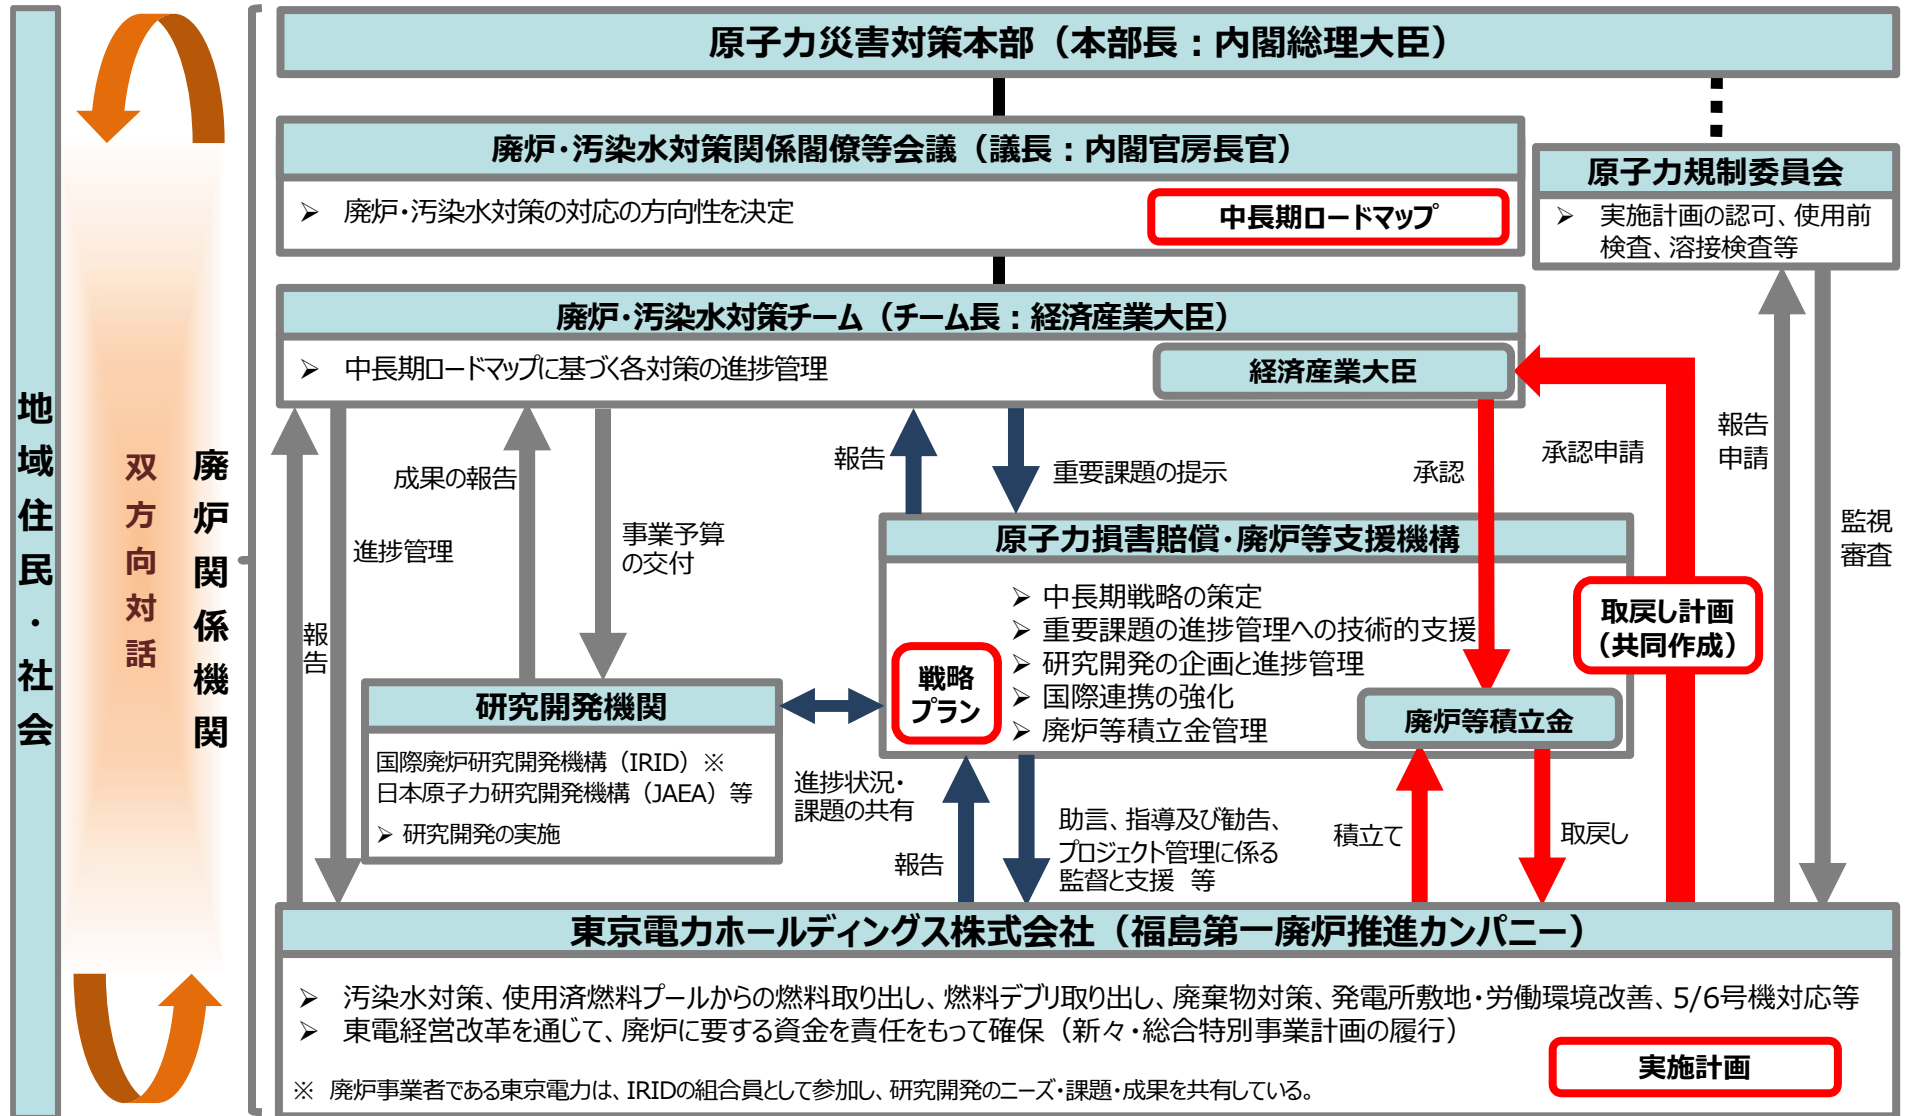 原子力災害対策本部（本部長：内閣総理大臣）
廃炉・汚染水対策関係閣僚等会議（議長：内閣官房長官）
➢ 廃炉・汚染水対策の対応の方向性を決定
中長期ロードマップ
原子力規制委員会
➢ 実施計画の認可、使用前
検査、溶接検査等
廃炉・汚染水対策チーム（チーム長：経済産業大臣）
➢ 中長期ロードマップに基づく各対策の進捗管理
経済産業大臣
地域住民・社会
双方向対話
廃炉関係機関
報告
進捗管理
成果の報告
事業予算
の交付
報告
重要課題の提示
承認
承認申請
報告
申請
監視
審査
原子力損害賠償・廃炉等支援機構
➢ 中長期戦略の策定
➢ 重要課題の進捗管理への技術的支援
➢ 研究開発の企画と進捗管理
➢ 国際連携の強化
➢ 廃炉等積立金管理
戦略
プラン
廃炉等積立金
取戻し計画
（共同作成）
研究開発機関
国際廃炉研究開発機構（IRID）※
日本原子力研究開発機構（JAEA）等
➢ 研究開発の実施
進捗状況・
課題の共有
報告
助言、指導及び勧告、
プロジェクト管理に係る
監督と支援 等
積立て
取戻し
東京電力ホールディングス株式会社（福島第一廃炉推進カンパニー）
➢ 汚染水対策、使用済燃料プールからの燃料取り出し、燃料デブリ取り出し、廃棄物対策、発電所敷地・労働環境改善、5/6号機対応等
➢ 東電経営改革を通じて、廃炉に要する資金を責任をもって確保（新々・総合特別事業計画の履行）
実施計画
※ 廃炉事業者である東京電力は、IRIDの組合員として参加し、研究開発のニーズ・課題・成果を共有している。